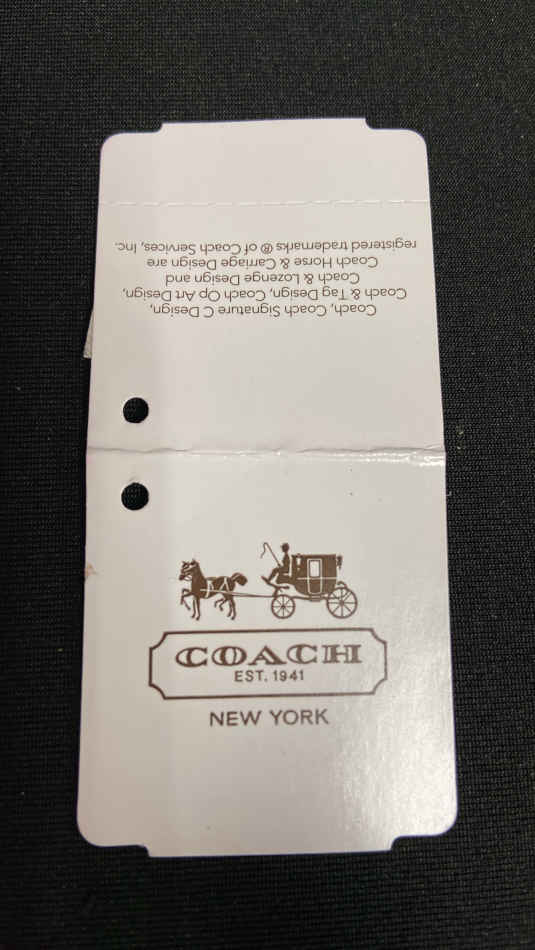 Coach, Coach Signature C Design,
Coach & Tag Design, Coach Op Art Design,
Coach & Lozenge Design and
Coach Horse & Carriage Design are
registered trademarks ® of Coach Services, Inc.
COACH
EST. 1941
NEW YORK